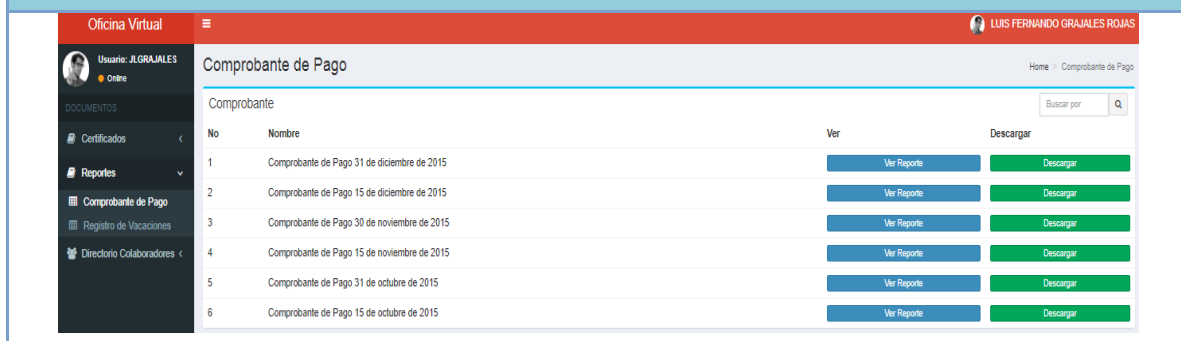 Oficina Virtual
LUIS FERNANDO GRAJALES ROJAS
Usuario: JLGRAJALES
Online
Comprobante de Pago
Home > Comprobante de Pago
DOCUMENTOS
Certificados
Reportes
Comprobante de Pago
Registro de Vacaciones
Directorio Colaboradores
Comprobante
Buscar por
No Nombre Ver Descargar
1 Comprobante de Pago 31 de diciembre de 2015 Ver Reporte Descargar
2 Comprobante de Pago 15 de diciembre de 2015 Ver Reporte Descargar
3 Comprobante de Pago 30 de noviembre de 2015 Ver Reporte Descargar
4 Comprobante de Pago 15 de noviembre de 2015 Ver Reporte Descargar
5 Comprobante de Pago 31 de octubre de 2015 Ver Reporte Descargar
6 Comprobante de Pago 15 de octubre de 2015 Ver Reporte Descargar